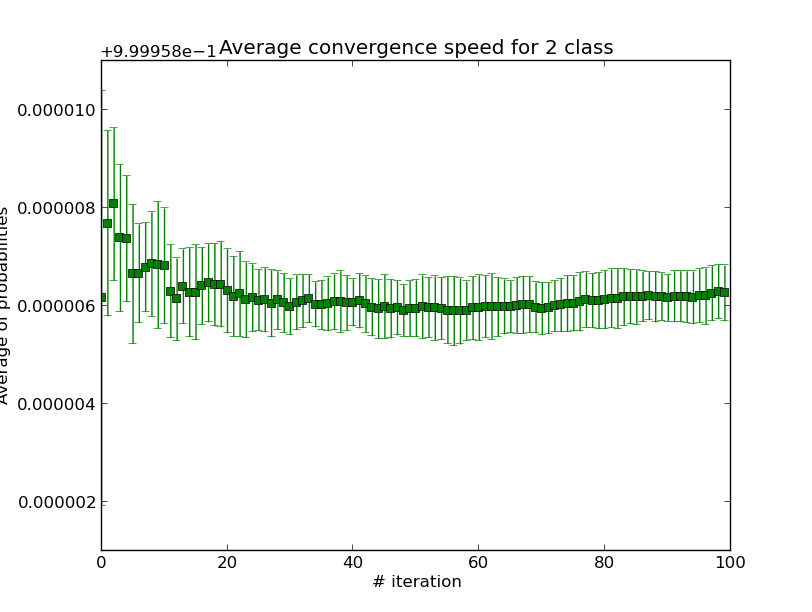 +9.99958e−1
Average convergence speed for 2 class
0.000010
0.000008
0.000006
0.000004
0.000002
Average of probabilities
0 20 40 60 80 100
# iteration